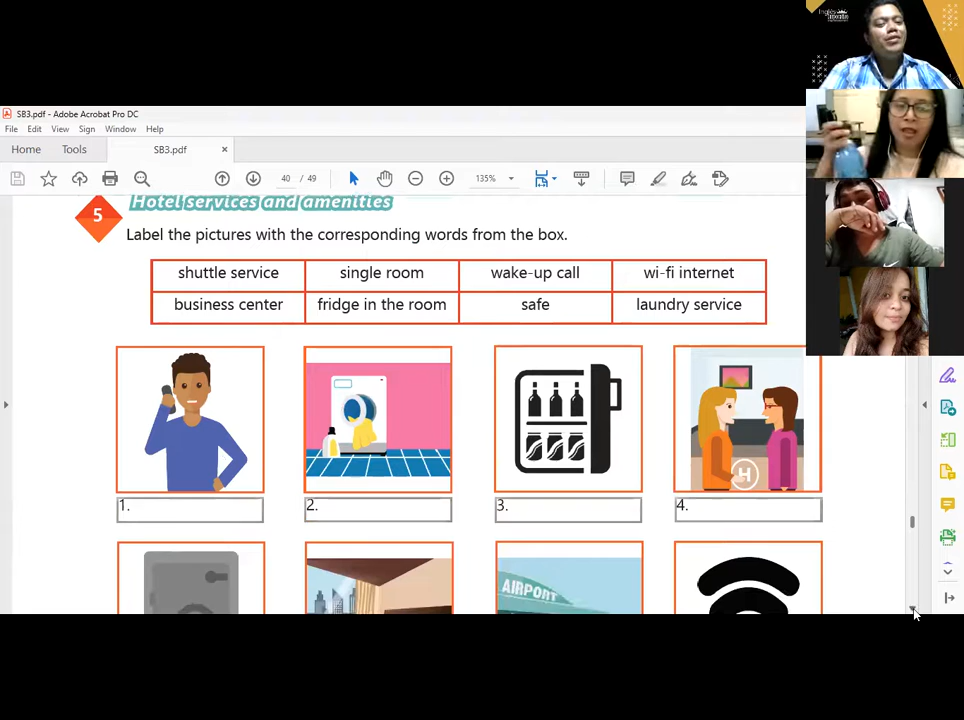 SB3.pdf - Adobe Acrobat Pro DC
File Edit View Sign Window Help
Home Tools SB3.pdf ×
40 / 49 135%
5 Hotel services and amenities
Label the pictures with the corresponding words from the box.
shuttle service single room wake-up call wi-fi internet
business center fridge in the room safe laundry service
1. 2. 3. 4.
H
AIRPORT
Inglés